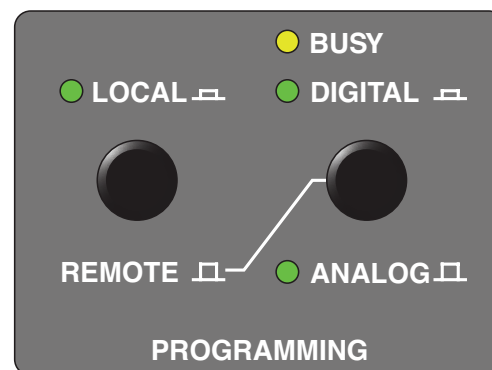 BUSY
LOCAL
DIGITAL
REMOTE
ANALOG
PROGRAMMING